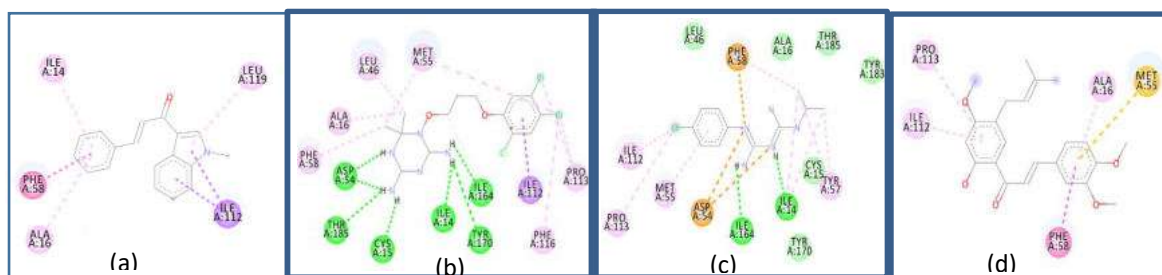 ILE
A:14
LEU
A:119
PHE
A:58
ALA
A:16
ILE
A:112
(a)
LEU
A:46
MET
A:55
ALA
A:16
PHE
A:58
ASP
A:54
THR
A:185
CYS
A:15
ILE
A:14
ILE
A:164
TYR
A:170
ILE
A:112
PHE
A:116
PRO
A:113
(b)
LEU
A:46
PHE
A:58
ALA
A:16
THR
A:185
TYR
A:183
ILE
A:112
MET
A:55
PRO
A:113
ASP
A:54
ILE
A:164
ILE
A:14
CYS
A:15
TYR
A:57
TYR
A:170
(c)
PRO
A:113
ILE
A:112
ALA
A:16
MET
A:55
PHE
A:58
(d)